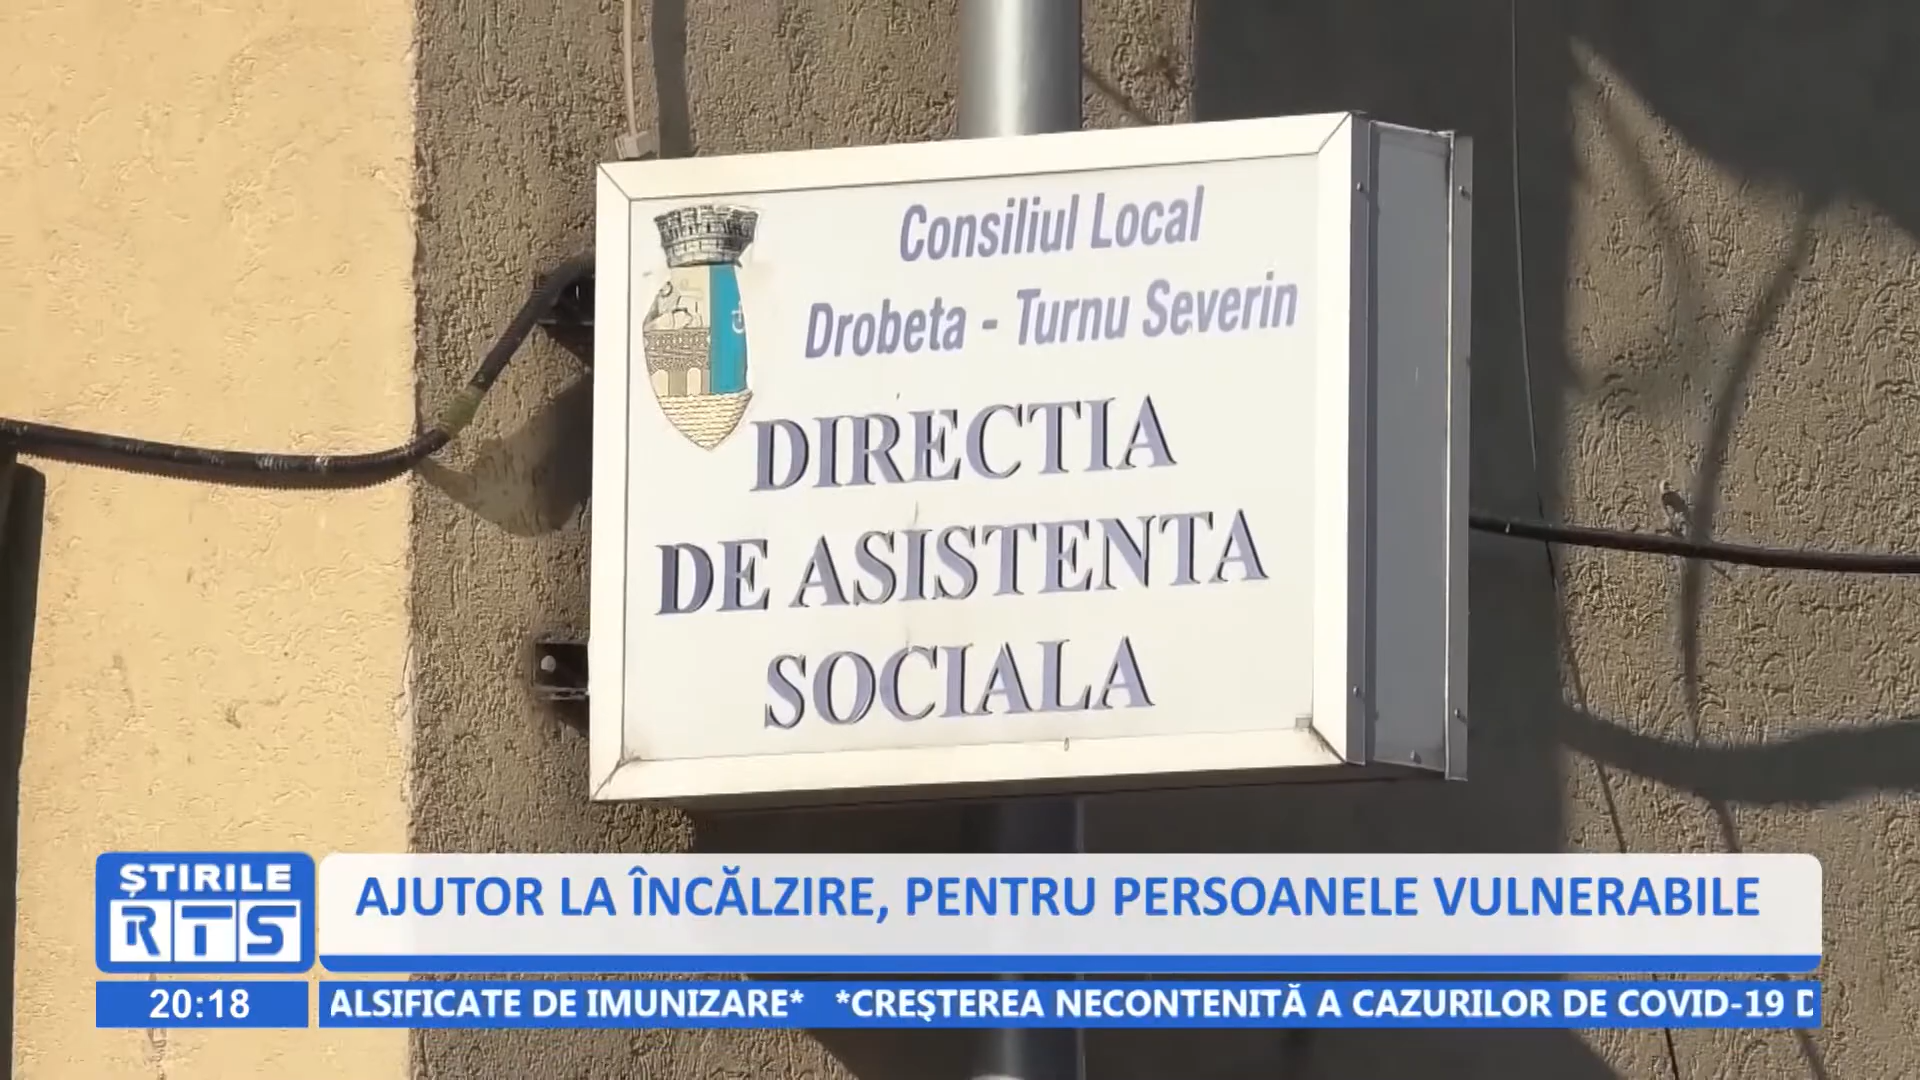 Consiliul Local
Drobeta - Turnu Severin
DIRECTIA
DE ASISTENTA
SOCIALA
ȘTIRILE
RTS
AJUTOR LA ÎNCĂLZIRE, PENTRU PERSOANELE VULNERABILE
20:18
ALSIFICATE DE IMUNIZARE* *CREŞTEREA NECONTENITĂ A CAZURILOR DE COVID-19 D